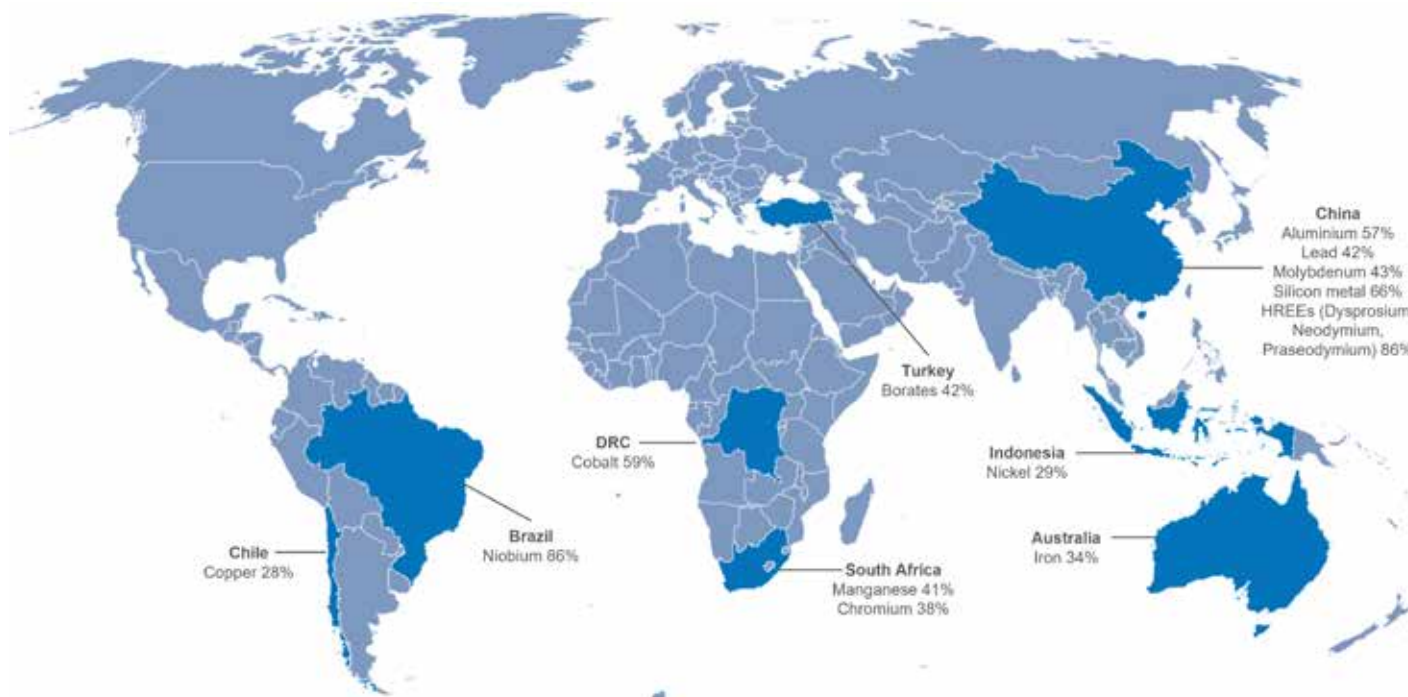 China
Aluminium 57%
Lead 42%
Molybdenum 43%
Silicon metal 66%
HREEs (Dysprosium
Neodymium,
Praseodymium) 86%
Turkey
Borates 42%
DRC
Cobalt 59%
Indonesia
Nickel 29%
Brazil
Niobium 86%
Chile
Copper 28%
South Africa
Manganese 41%
Chromium 38%
Australia
Iron 34%